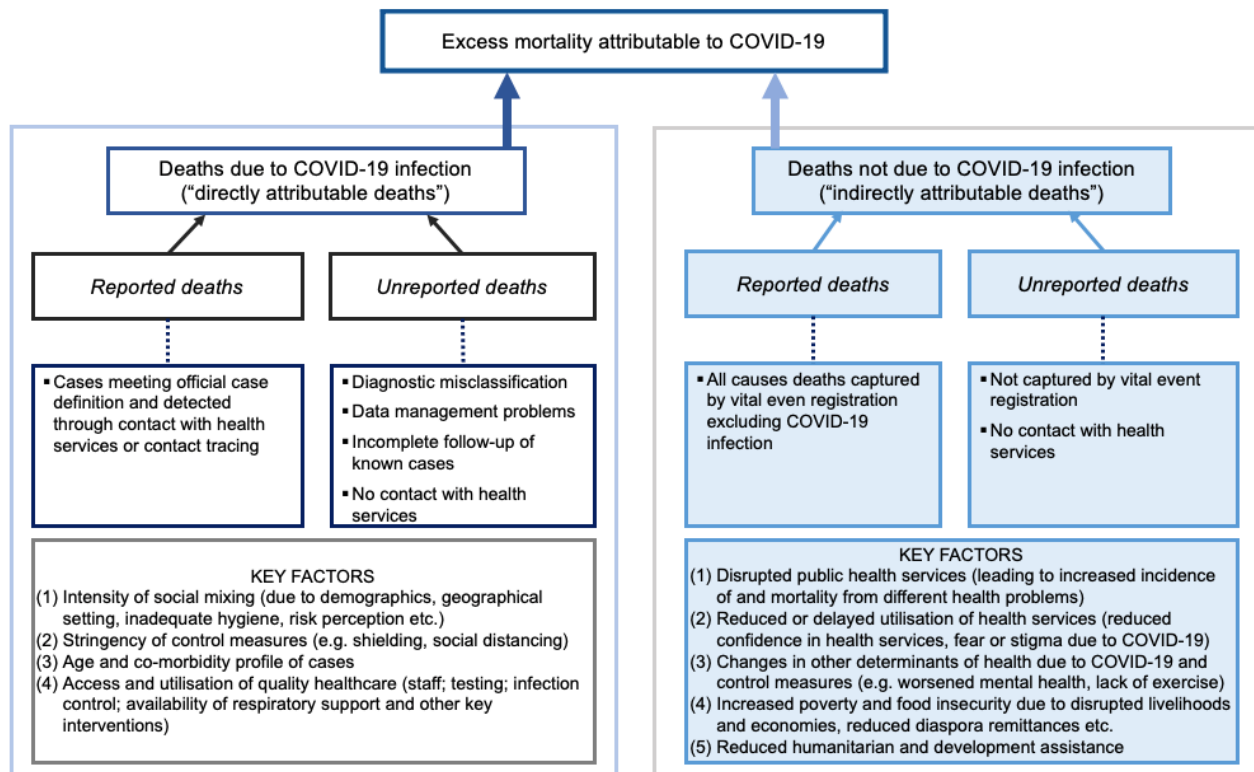 Excess mortality attributable to COVID-19
Deaths due to COVID-19 infection
(“directly attributable deaths”)
Reported deaths
Unreported deaths
▪ Cases meeting official case
definition and detected
through contact with health
services or contact tracing
▪ Diagnostic misclassification
▪ Data management problems
▪ Incomplete follow-up of
known cases
▪ No contact with health
services
KEY FACTORS
(1) Intensity of social mixing (due to demographics, geographical
setting, inadequate hygiene, risk perception etc.)
(2) Stringency of control measures (e.g. shielding, social distancing)
(3) Age and co-morbidity profile of cases
(4) Access and utilisation of quality healthcare (staff; testing; infection
control; availability of respiratory support and other key
interventions)
Deaths not due to COVID-19 infection
(“indirectly attributable deaths”)
Reported deaths
Unreported deaths
▪ All causes deaths captured
by vital even registration
excluding COVID-19
infection
▪ Not captured by vital event
registration
▪ No contact with health
services
KEY FACTORS
(1) Disrupted public health services (leading to increased incidence
of and mortality from different health problems)
(2) Reduced or delayed utilisation of health services (reduced
confidence in health services, fear or stigma due to COVID-19)
(3) Changes in other determinants of health due to COVID-19 and
control measures (e.g. worsened mental health, lack of exercise)
(4) Increased poverty and food insecurity due to disrupted livelihoods
and economies, reduced diaspora remittances etc.
(5) Reduced humanitarian and development assistance